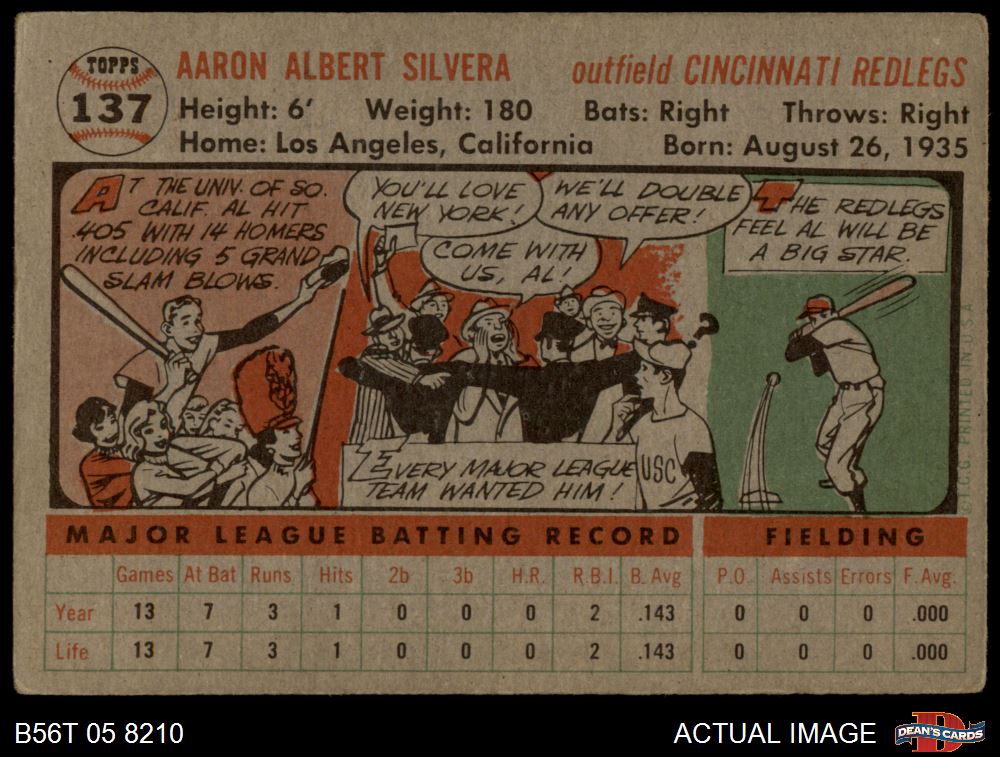 TOPPS
137
AARON ALBERT SILVERA outfield CINCINNATI REDLEGS
Height: 6' Weight: 180 Bats: Right Throws: Right
Home: Los Angeles, California Born: August 26, 1935
AT THE UNIV. OF SO.
CALIF. AL HIT
.405 WITH 14 HOMERS
INCLUDING 5 GRAND
SLAM BLOWS.
YOU'LL LOVE
NEW YORK!
WE'LL DOUBLE
ANY OFFER!
COME WITH
US, AL!
?
USC
EVERY MAJOR LEAGUE
TEAM WANTED HIM!
THE REDLEGS
FEEL AL WILL BE
A BIG STAR.
© T.C.G. PRINTED IN U.S.A.
MAJOR LEAGUE BATTING RECORD FIELDING
Games At Bat Runs Hits 2b 3b H.R. R.B.I. B. Avg P.O. Assists Errors F. Avg.
Year 13 7 3 1 0 0 0 2 .143 0 0 0 .000
Life 13 7 3 1 0 0 0 2 .143 0 0 0 .000
B56T 05 8210 ACTUAL IMAGE DEAN'S CARDS